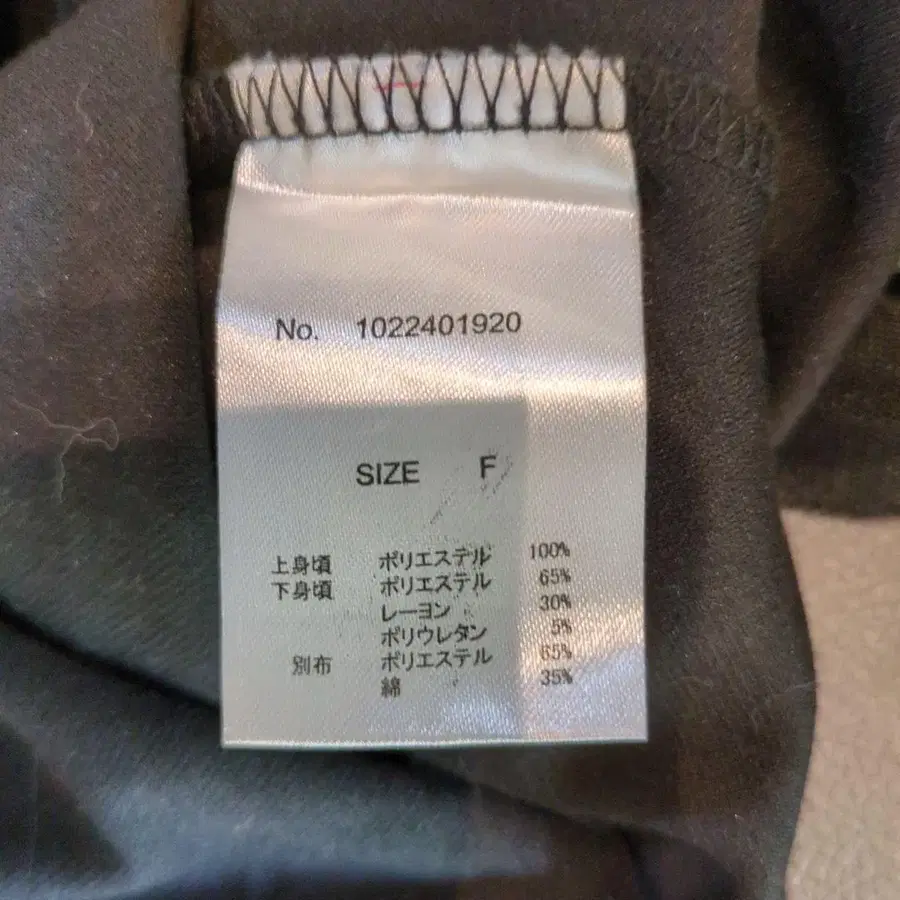 No. 1022401920
SIZE F
上身頃 ポリエステル 100%
下身頃 ポリエステル 65%
レーヨン 30%
ポリウレタン 5%
別布 ポリエステル 65%
綿 35%